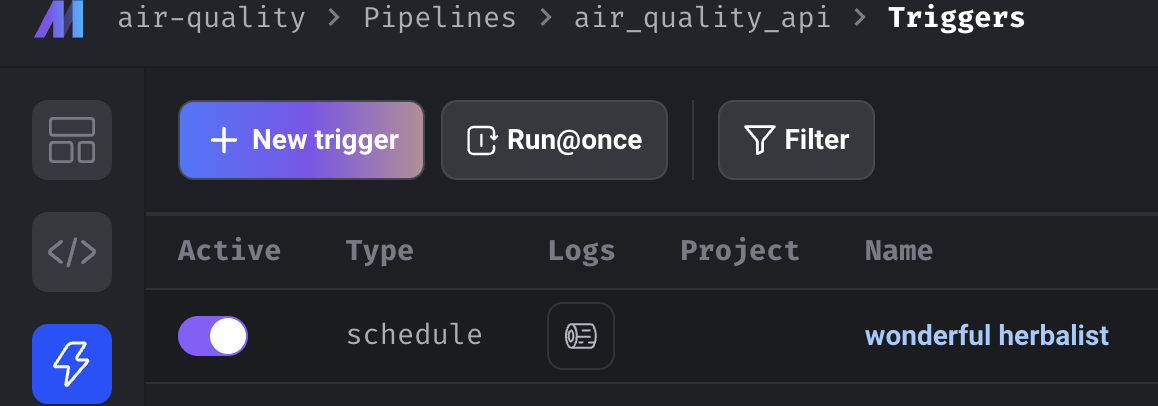 air-quality > Pipelines > air_quality_api > Triggers
New trigger Run@once Filter
Active Type Logs Project Name
schedule wonderful herbalist